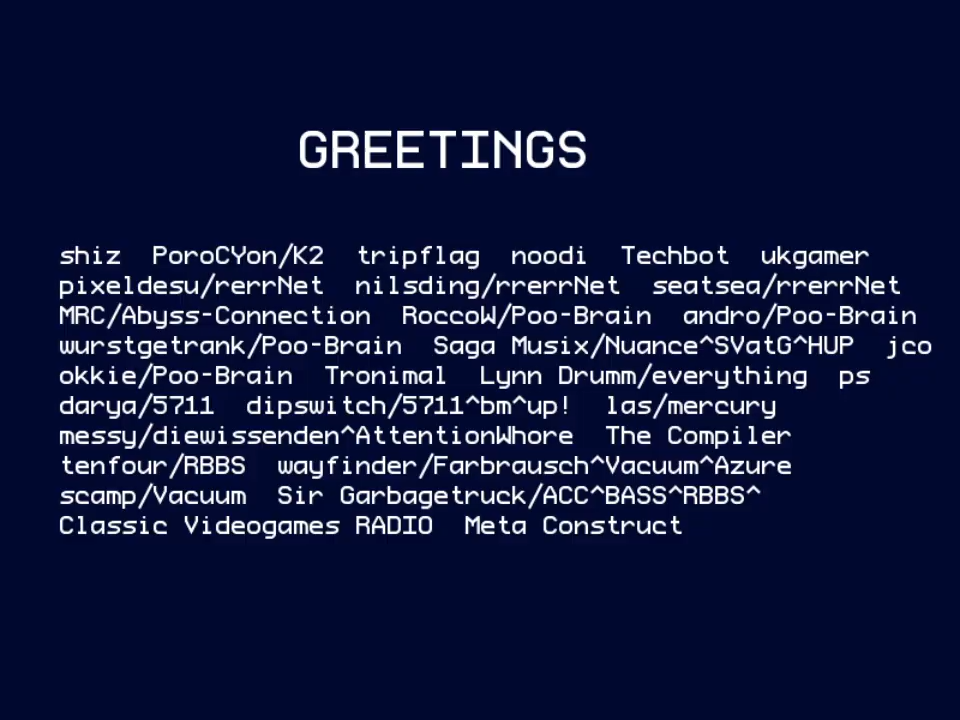 GREETINGS
shiz  PoroCYon/K2  tripflag  noodi  Techbot  ukgamer
pixeldesu/rerrNet  nilsding/rrerrNet  seatsea/rrerrNet
MRC/Abyss-Connection  RoccoW/Poo-Brain  andro/Poo-Brain
wurstgetrank/Poo-Brain  Saga Musix/Nuance^SVatG^HUP  jco
okkie/Poo-Brain  Tronimal  Lynn Drumm/everything  ps
darya/5711  dipswitch/5711^bm^up!  las/mercury
messy/diewissenden^AttentionWhore  The Compiler
tenfour/RBBS  wayfinder/Farbrausch^Vacuum^Azure
scamp/Vacuum  Sir Garbagetruck/ACC^BASS^RBBS^
Classic Videogames RADIO  Meta Construct